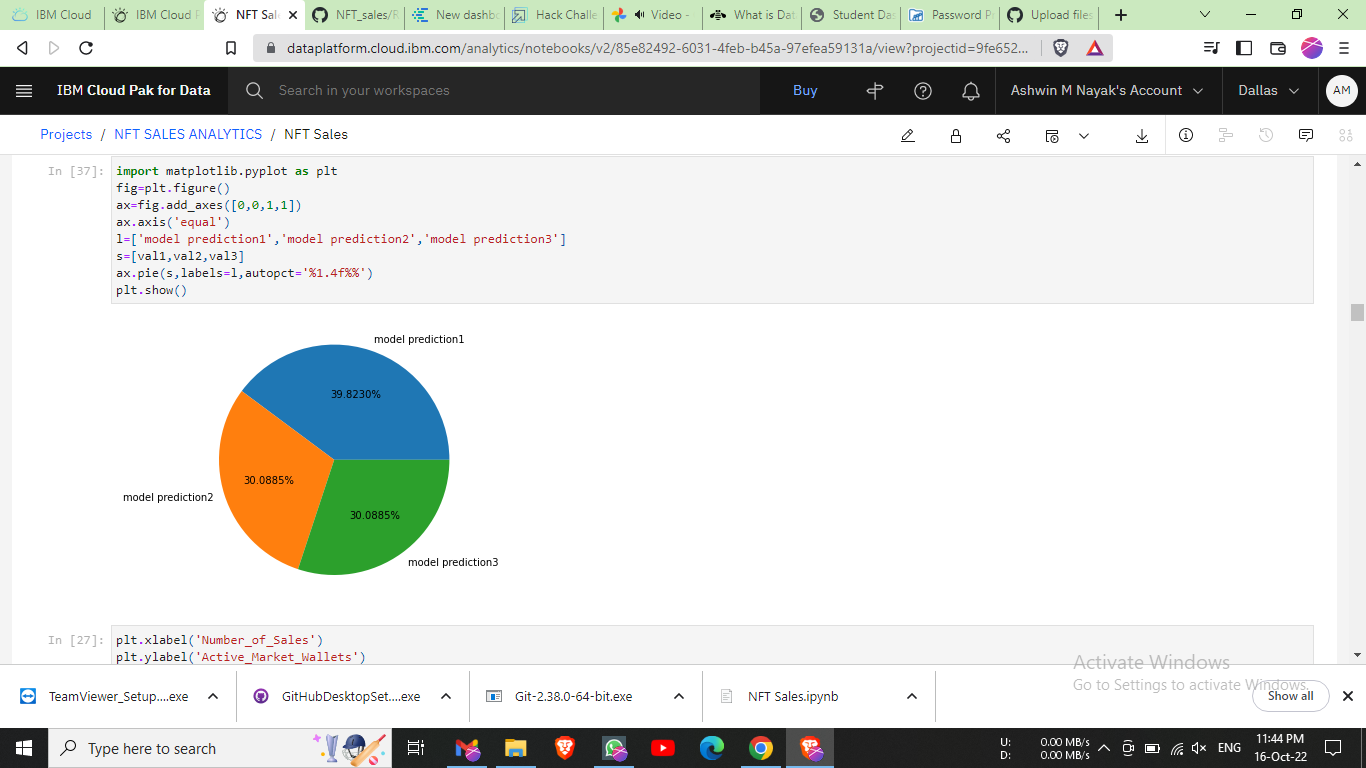 IBM Cloud
IBM Cloud P
NFT Sal
NFT_sales/R
New dashbo
Hack Challe
Video -
What is Dat
Student Das
Password Pr
Upload files
dataplatform.cloud.ibm.com/analytics/notebooks/v2/85e82492-6031-4feb-b45a-97efea59131a/view?projectid=9fe652...
IBM Cloud Pak for Data
Search in your workspaces
Buy
Ashwin M Nayak's Account
Dallas
AM
Projects / NFT SALES ANALYTICS / NFT Sales
In [37]:
import matplotlib.pyplot as plt
fig=plt.figure()
ax=fig.add_axes([0,0,1,1])
ax.axis('equal')
l=['model prediction1','model prediction2','model prediction3']
s=[val1,val2,val3]
ax.pie(s,labels=l,autopct='%1.4f%%')
plt.show()
model prediction1
39.8230%
30.0885%
model prediction2
30.0885%
model prediction3
In [27]:
plt.xlabel('Number_of_Sales')
plt.ylabel('Active_Market_Wallets')
Activate Windows
Go to Settings to activate Windows.
TeamViewer_Setup....exe
GitHubDesktopSet....exe
Git-2.38.0-64-bit.exe
NFT Sales.ipynb
Show all
Type here to search
U: 0.00 MB/s
D: 0.00 MB/s
ENG
11:44 PM
16-Oct-22